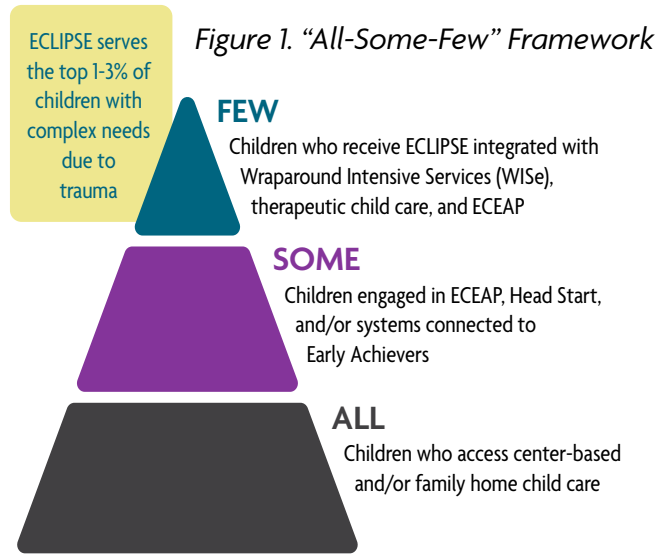 Figure 1. “All-Some-Few” Framework
ECLIPSE serves
the top 1-3% of
children with
complex needs
due to
trauma
FEW
Children who receive ECLIPSE integrated with
Wraparound Intensive Services (WISe),
therapeutic child care, and ECEAP
SOME
Children engaged in ECEAP, Head Start,
and/or systems connected to
Early Achievers
ALL
Children who access center-based
and/or family home child care